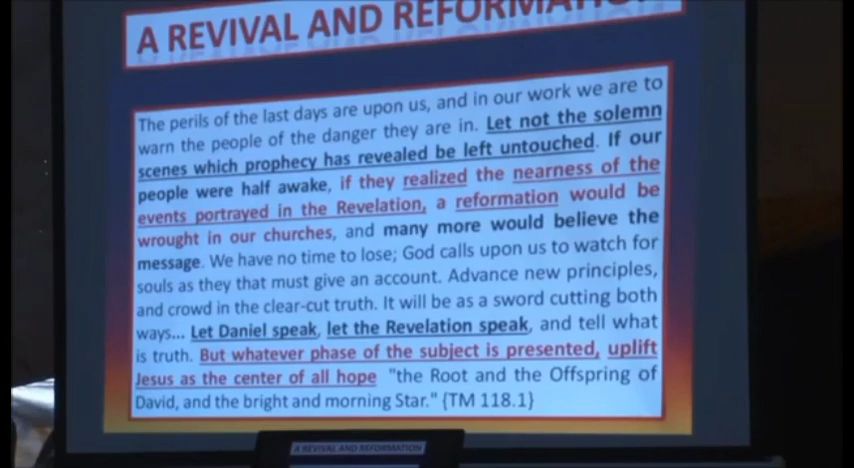 A REVIVAL AND REFORMATION
The perils of the last days are upon us, and in our work we are to
warn the people of the danger they are in. Let not the solemn
scenes which prophecy has revealed be left untouched. If our
people were half awake, if they realized the nearness of the
events portrayed in the Revelation, a reformation would be
wrought in our churches, and many more would believe the
message. We have no time to lose; God calls upon us to watch for
souls as they that must give an account. Advance new principles,
and crowd in the clear-cut truth. It will be as a sword cutting both
ways... Let Daniel speak, let the Revelation speak, and tell what
is truth. But whatever phase of the subject is presented, uplift
Jesus as the center of all hope "the Root and the Offspring of
David, and the bright and morning Star." {TM 118.1}
A REVIVAL AND REFORMATION